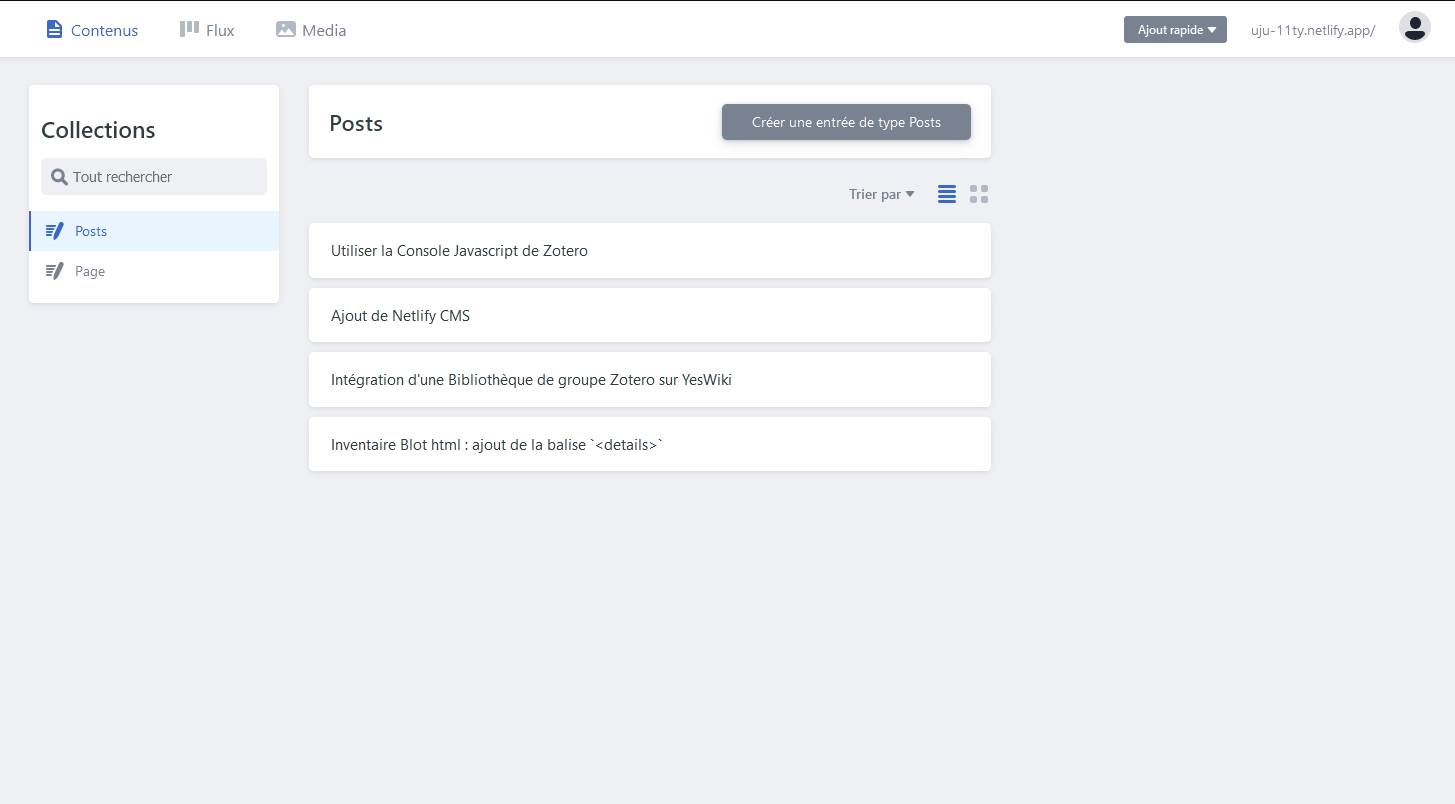 Contenus
Flux
Media
Ajout rapide
uju-11ty.netlify.app/
Collections
Tout rechercher
Posts
Page
Posts
Créer une entrée de type Posts
Trier par
Utiliser la Console Javascript de Zotero
Ajout de Netlify CMS
Intégration d'une Bibliothèque de groupe Zotero sur YesWiki
Inventaire Blot html : ajout de la balise `<details>`